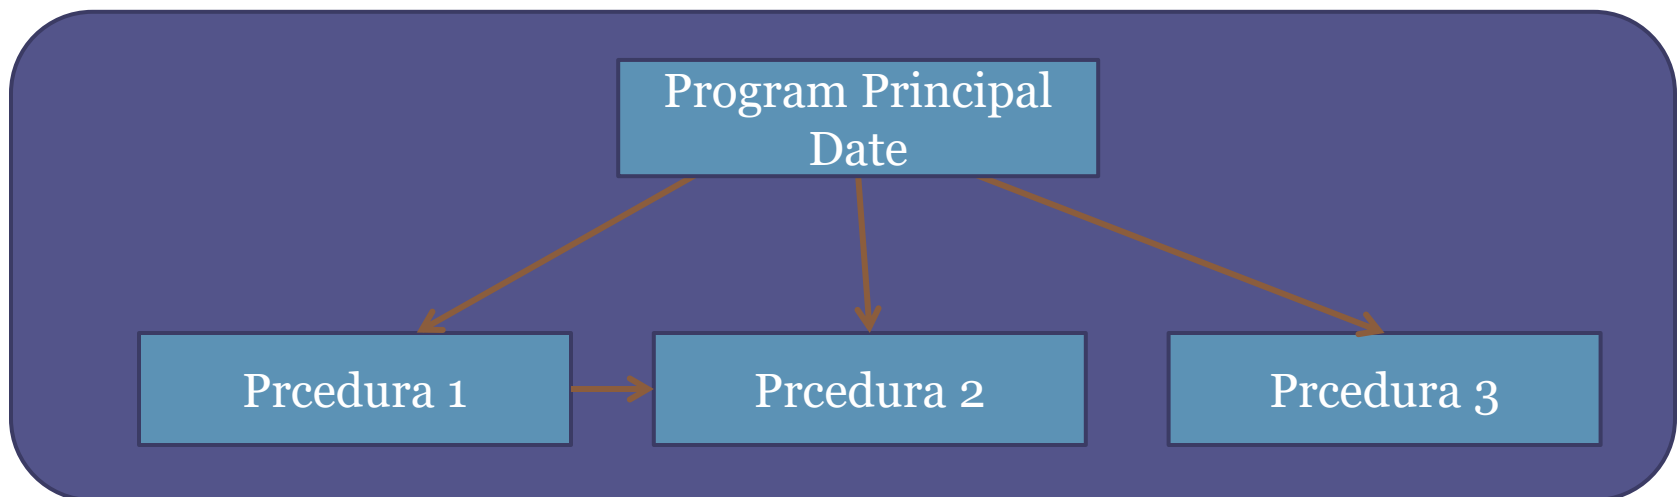 Program Principal
Date
Prcedura 1
Prcedura 2
Prcedura 3